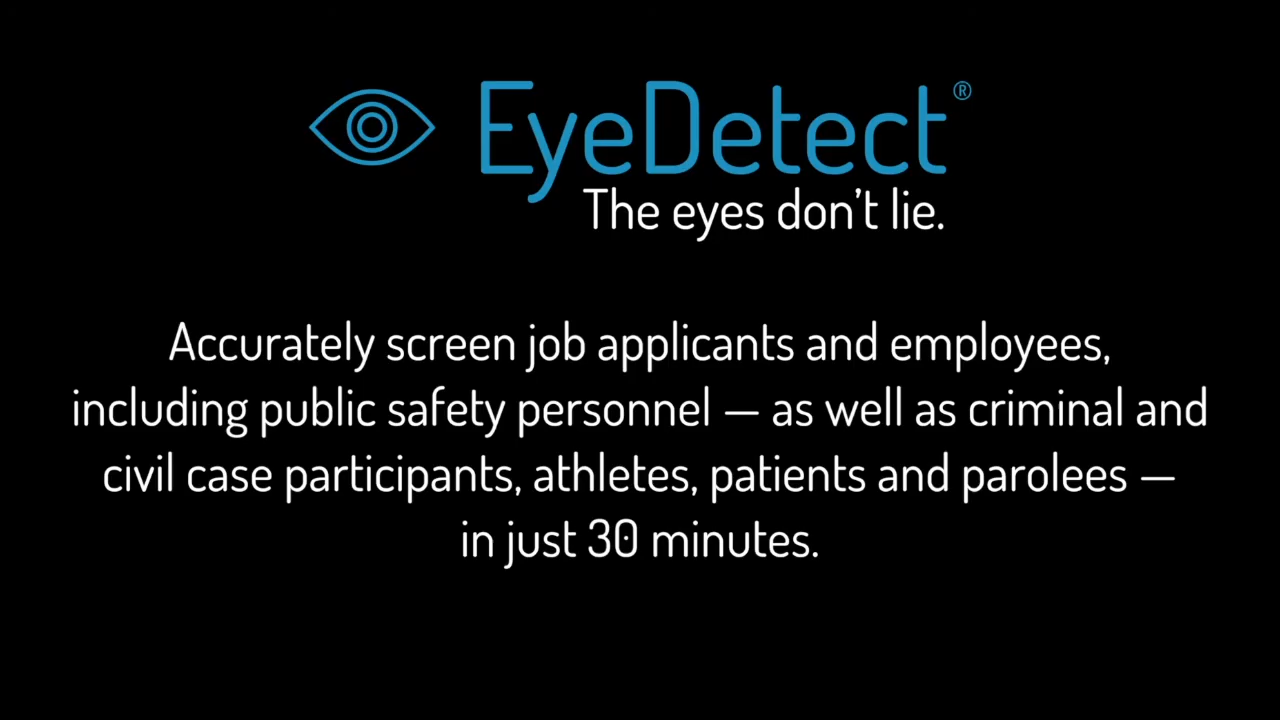 EyeDetect®
The eyes don't lie.
Accurately screen job applicants and employees,
including public safety personnel — as well as criminal and
civil case participants, athletes, patients and parolees —
in just 30 minutes.